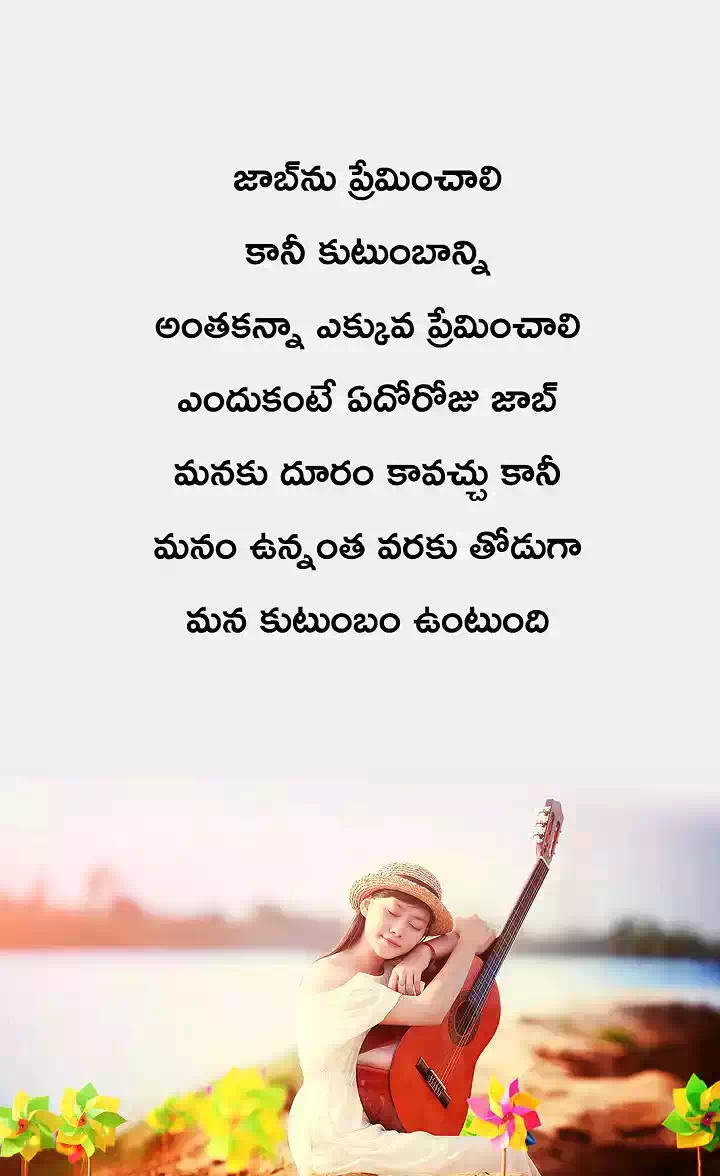 జాబ్‌ను ప్రేమించాలి
కానీ కుటుంబాన్ని
అంతకన్నా ఎక్కువ ప్రేమించాలి
ఎందుకంటే ఏదోరోజు జాబ్
మనకు దూరం కావచ్చు కానీ
మనం ఉన్నంత వరకు తోడుగా
మన కుటుంబం ఉంటుంది